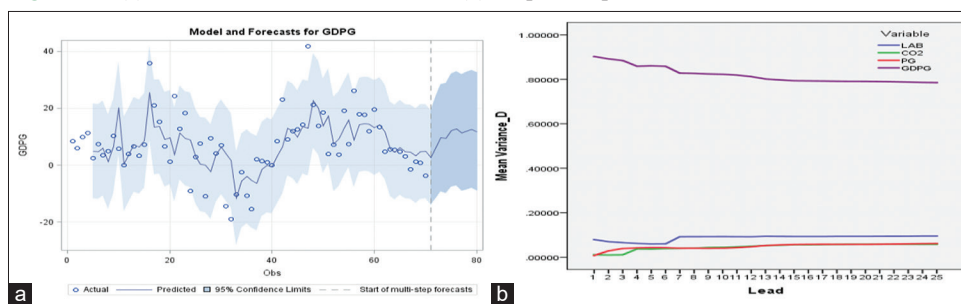 Model and Forecasts for GDPG
GDPG
40
20
0
-20
0
20
40
60
80
Obs
Actual
Predicted
95% Confidence Limits
Start of multi-step forecasts
a
Mean Variance_D
1.00000
.80000
.60000
.40000
.20000
.00000
Variable
LAB
CO2
PG
GDPG
1 2 3 4 5 6 7 8 9 10 11 12 13 14 15 16 17 18 19 20 21 22 23 24 25
Lead
b